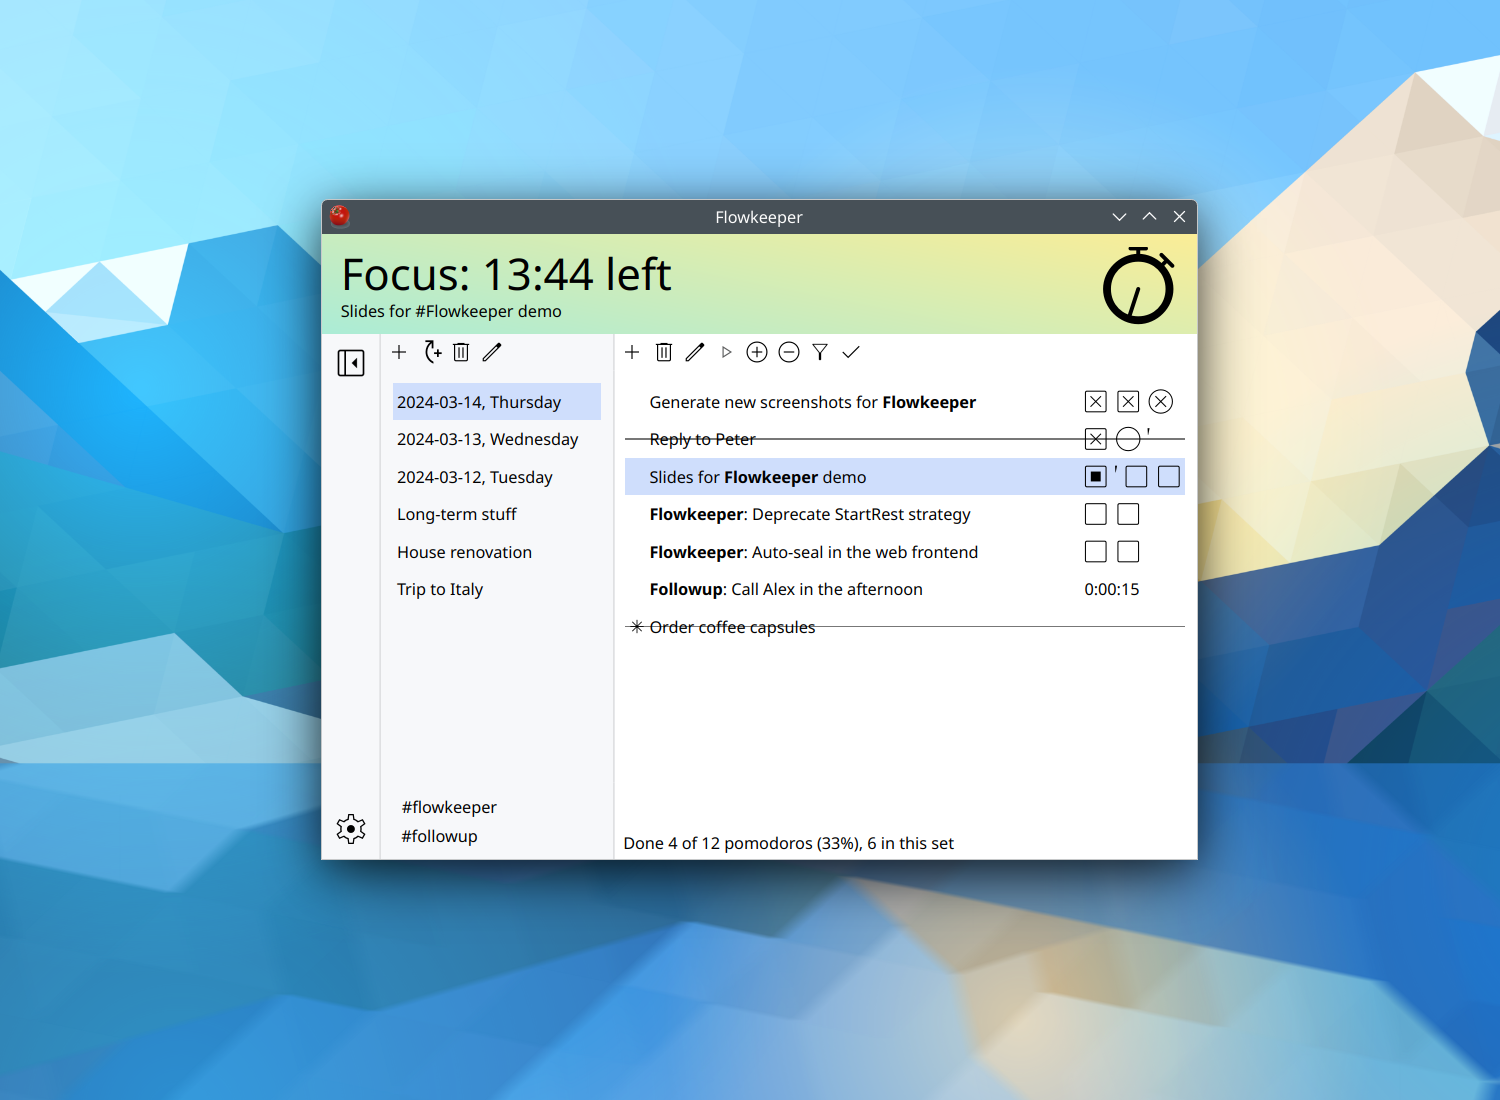 Flowkeeper
Focus: 13:44 left
Slides for #Flowkeeper demo
2024-03-14, Thursday
2024-03-13, Wednesday
2024-03-12, Tuesday
Long-term stuff
House renovation
Trip to Italy
#flowkeeper
#followup
Generate new screenshots for Flowkeeper
Reply to Peter
Slides for Flowkeeper demo
Flowkeeper: Deprecate StartRest strategy
Flowkeeper: Auto-seal in the web frontend
Followup: Call Alex in the afternoon 0:00:15
Order coffee capsules
Done 4 of 12 pomodoros (33%), 6 in this set